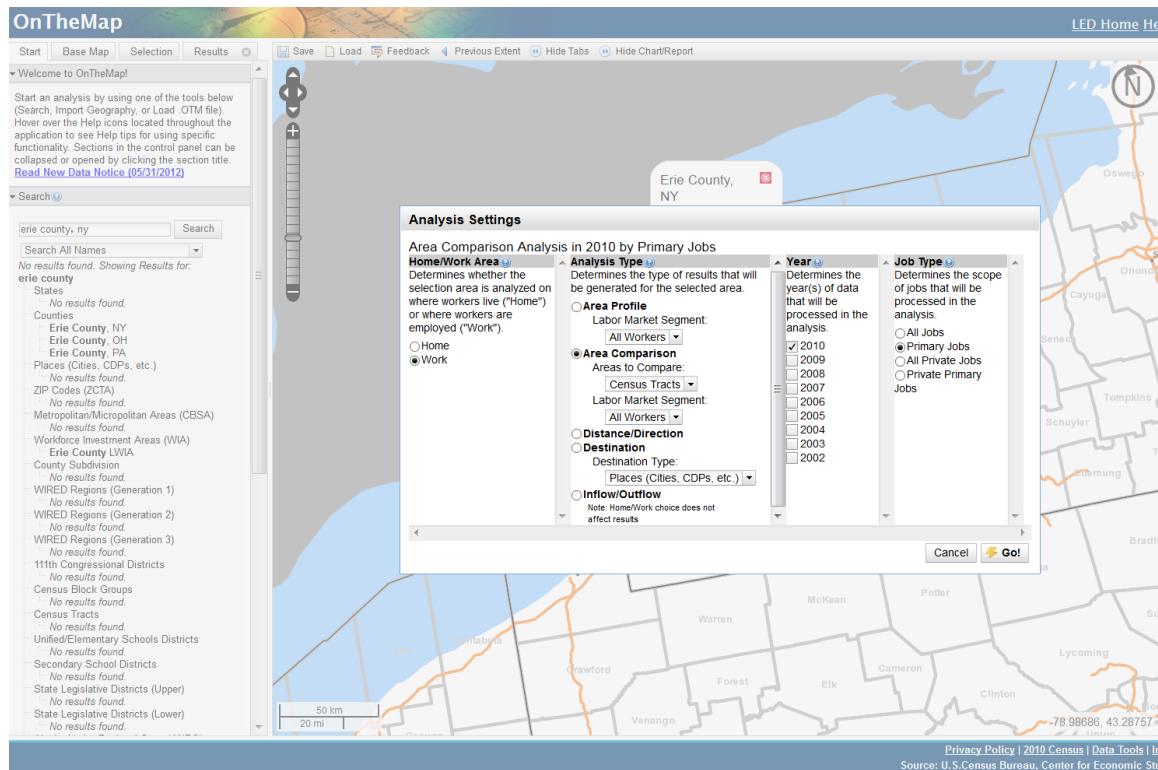 OnTheMap
LED Home He
Start Base Map Selection Results
Save Load Feedback Previous Extent Hide Tabs Hide Chart/Report
Welcome to OnTheMap!
Start an analysis by using one of the tools below
(Search, Import Geography, or Load .OTM file).
Hover over the Help icons located throughout the
application to see Help tips for using specific
functionality. Sections in the control panel can be
collapsed or opened by clicking the section title.
Read New Data Notice (05/31/2012)
Search
erie county, ny Search
Search All Names
No results found. Showing Results for:
erie county
States
No results found.
Counties
Erie County, NY
Erie County, OH
Erie County, PA
Places (Cities, CDPs, etc.)
No results found.
ZIP Codes (ZCTA)
No results found.
Metropolitan/Micropolitan Areas (CBSA)
No results found.
Workforce Investment Areas (WIA)
Erie County LWIA
County Subdivision
No results found.
WIRED Regions (Generation 1)
No results found.
WIRED Regions (Generation 2)
No results found.
WIRED Regions (Generation 3)
No results found.
111th Congressional Districts
No results found.
Census Block Groups
No results found.
Census Tracts
No results found.
Unified/Elementary Schools Districts
No results found.
Secondary School Districts
No results found.
State Legislative Districts (Upper)
No results found.
State Legislative Districts (Lower)
No results found.
N
Erie County,
NY
Oswego
Onond
Cayuga
Senec
Tompkins
Schuyler
Chemung
Bradf
Analysis Settings
Area Comparison Analysis in 2010 by Primary Jobs
Home/Work Area
Determines whether the
selection area is analyzed on
where workers live ("Home")
or where workers are
employed ("Work").
Home
Work
Analysis Type
Determines the type of results that will
be generated for the selected area.
Area Profile
Labor Market Segment:
All Workers
Area Comparison
Areas to Compare:
Census Tracts
Labor Market Segment:
All Workers
Distance/Direction
Destination
Destination Type:
Places (Cities, CDPs, etc.)
Inflow/Outflow
Note: Home/Work choice does not
affect results
Year
Determines the
year(s) of data
that will be
processed in the
analysis.
2010
2009
2008
2007
2006
2005
2004
2003
2002
Job Type
Determines the scope
of jobs that will be
processed in the
analysis.
All Jobs
Primary Jobs
All Private Jobs
Private Primary
Jobs
Cancel Go!
McKean
Potter
Warren
Crawford
Forest
Elk
Cameron
Clinton
Lycoming
Venango
Union
50 km
20 mi
-78.98686, 43.28757
Privacy Policy | 2010 Census | Data Tools | In
Source: U.S.Census Bureau, Center for Economic Stu